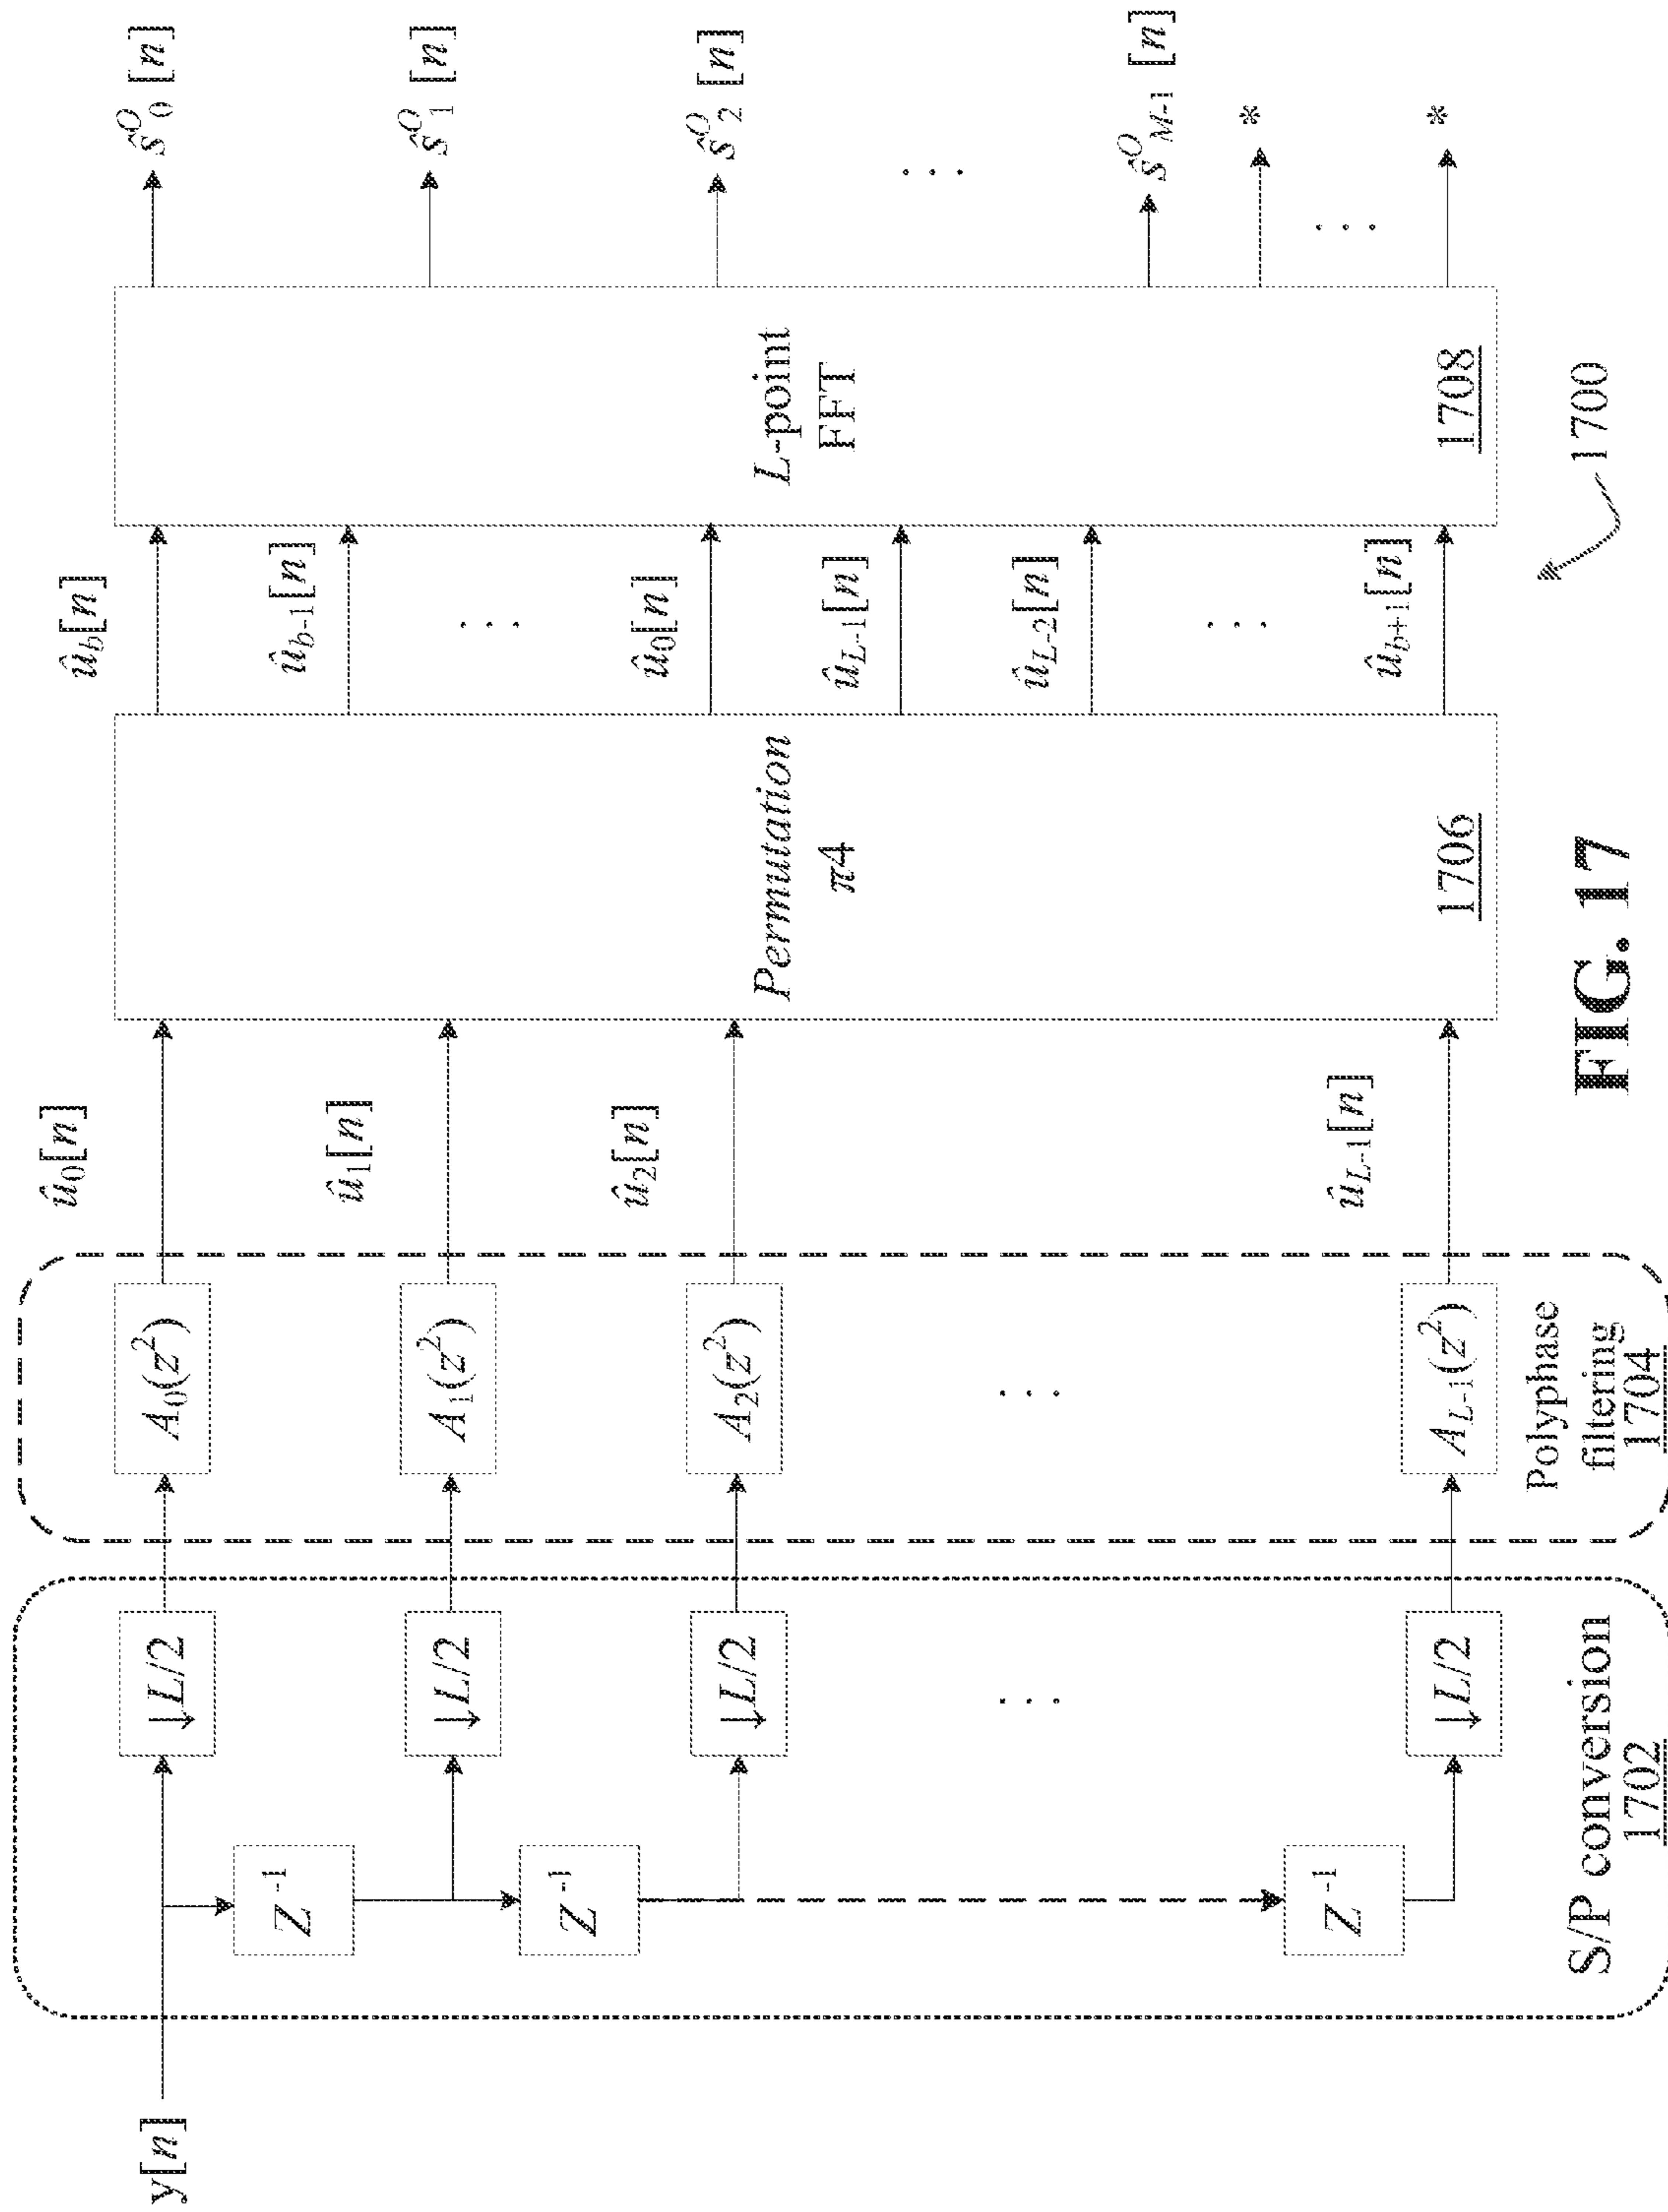 y[n]
Z⁻¹
Z⁻¹
Z⁻¹
↓L/2
↓L/2
↓L/2
. . .
↓L/2
S/P conversion
1702
A₀(z²)
A₁(z²)
A₂(z²)
. . .
A_{L-1}(z²)
Polyphase
filtering
1704
û₀[n]
û₁[n]
û₂[n]
û_{L-1}[n]
Permutation
π4
1706
û_b[n]
û_{b-1}[n]
. . .
û₀[n]
û_{L-1}[n]
û_{L-2}[n]
. . .
û_{b+1}[n]
L-point
FFT
1708
ŝ^O_0 [n]
ŝ^O_1 [n]
ŝ^O_2 [n]
. . .
ŝ^O_{M-1} [n]
*
. . .
*
1700
FIG. 17